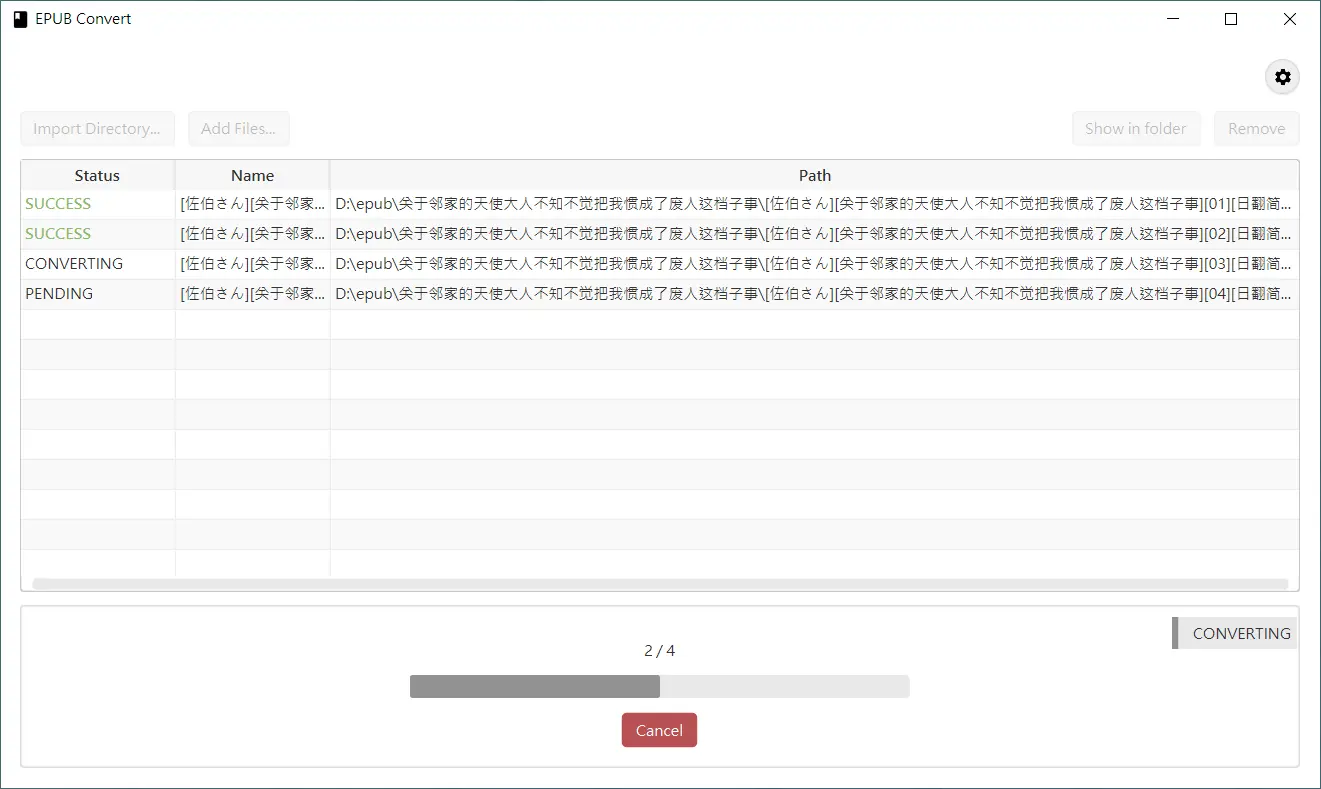 EPUB Convert
Import Directory... Add Files... Show in folder Remove
Status Name Path
SUCCESS [佐伯さん][关于邻家... D:\epub\关于邻家的天使大人不知不觉把我惯成了废人这档子事\[佐伯さん][关于邻家的天使大人不知不觉把我惯成了废人这档子事][01][日翻简...
SUCCESS [佐伯さん][关于邻家... D:\epub\关于邻家的天使大人不知不觉把我惯成了废人这档子事\[佐伯さん][关于邻家的天使大人不知不觉把我惯成了废人这档子事][02][日翻简...
CONVERTING [佐伯さん][关于邻家... D:\epub\关于邻家的天使大人不知不觉把我惯成了废人这档子事\[佐伯さん][关于邻家的天使大人不知不觉把我惯成了废人这档子事][03][日翻简...
PENDING [佐伯さん][关于邻家... D:\epub\关于邻家的天使大人不知不觉把我惯成了废人这档子事\[佐伯さん][关于邻家的天使大人不知不觉把我惯成了废人这档子事][04][日翻简...
CONVERTING
2 / 4
Cancel